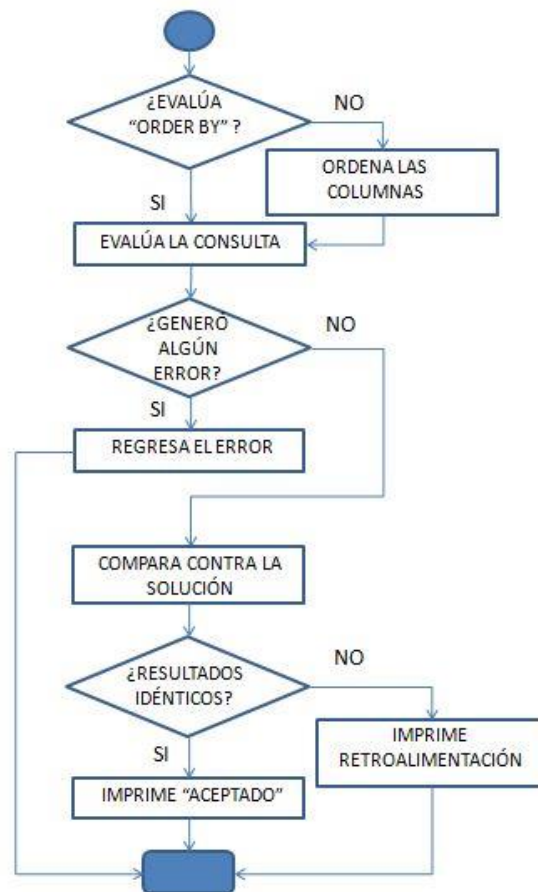 ¿EVALÚA
“ORDER BY” ?
NO
ORDENA LAS
COLUMNAS
SI
EVALÚA LA CONSULTA
¿GENERÓ
ALGÚN
ERROR?
NO
SI
REGRESA EL ERROR
COMPARA CONTRA LA
SOLUCIÓN
¿RESULTADOS
IDÉNTICOS?
NO
IMPRIME
RETROALIMENTACIÓN
SI
IMPRIME “ACEPTADO”